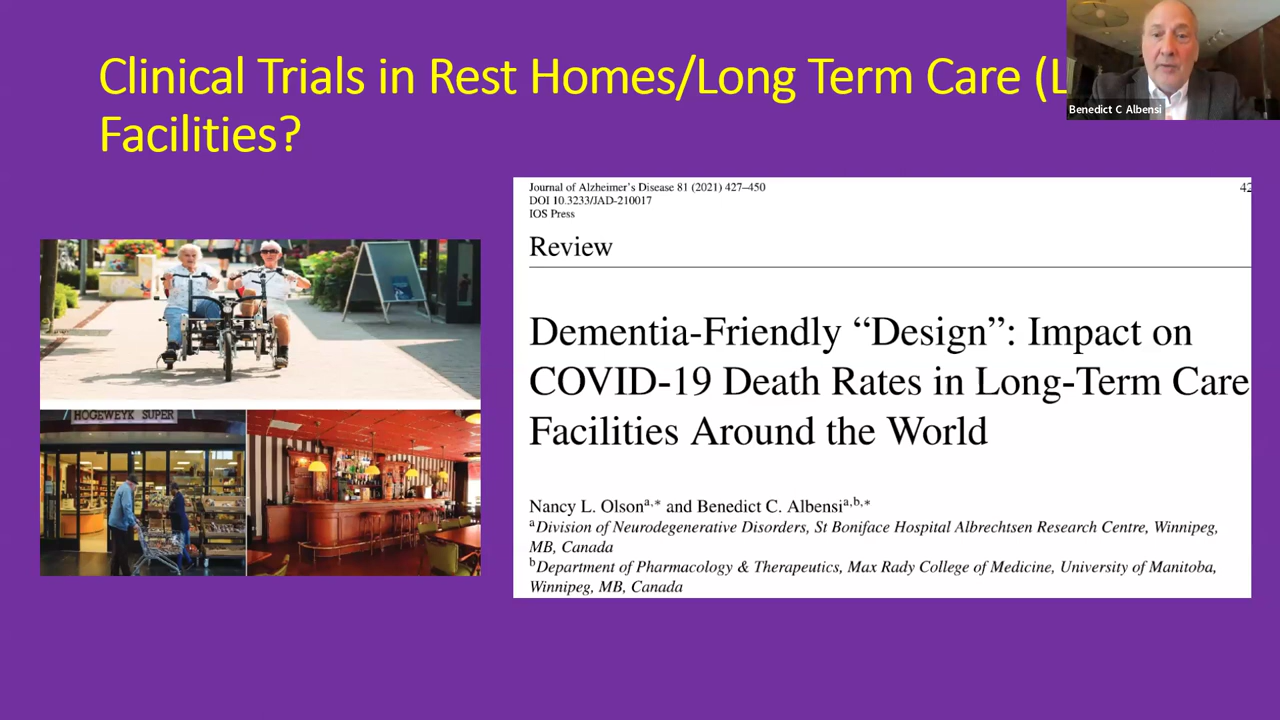 Clinical Trials in Rest Homes/Long Term Care (L
Facilities?
Benedict C Albensi
Journal of Alzheimer's Disease 81 (2021) 427–450
42
DOI 10.3233/JAD-210017
IOS Press
Review
Dementia-Friendly “Design”: Impact on
COVID-19 Death Rates in Long-Term Care
Facilities Around the World
Nancy L. Olsona,* and Benedict C. Albensia,b,*
aDivision of Neurodegenerative Disorders, St Boniface Hospital Albrechtsen Research Centre, Winnipeg,
MB, Canada
bDepartment of Pharmacology & Therapeutics, Max Rady College of Medicine, University of Manitoba,
Winnipeg, MB, Canada
HOGEWEYK SUPER